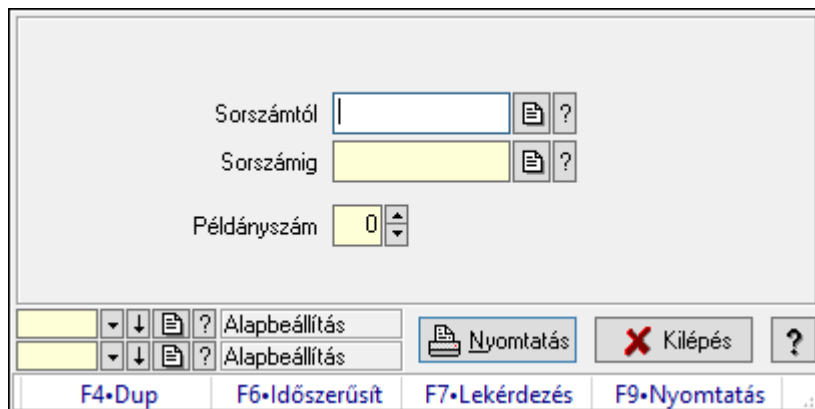 Sorszámtól ?
Sorszámig ?
Példányszám 0
? Alapbeállítás
? Alapbeállítás
Nyomtatás Kilépés ?
F4•Dup F6•Időszerűsít F7•Lekérdezés F9•Nyomtatás